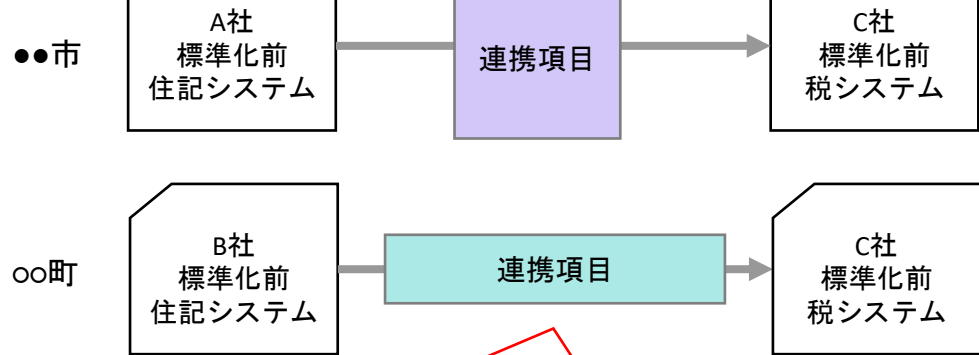 ●●市
A社
標準化前
住記システム
連携項目
C社
標準化前
税システム
○○町
B社
標準化前
住記システム
連携項目
C社
標準化前
税システム